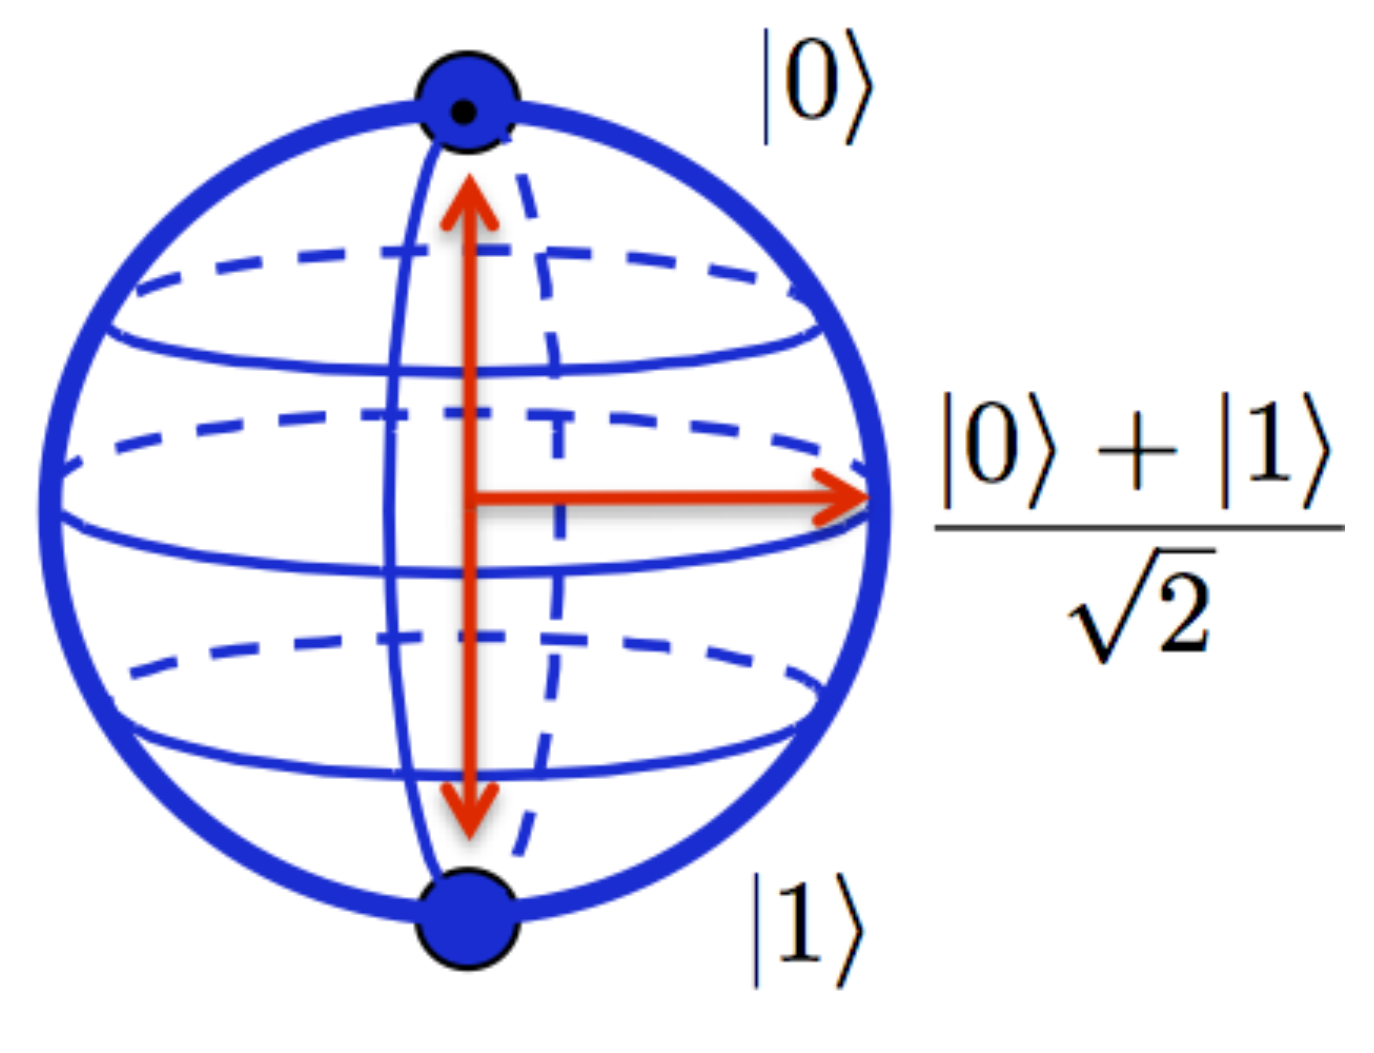 |0⟩
|0⟩ + |1⟩
√2
|1⟩